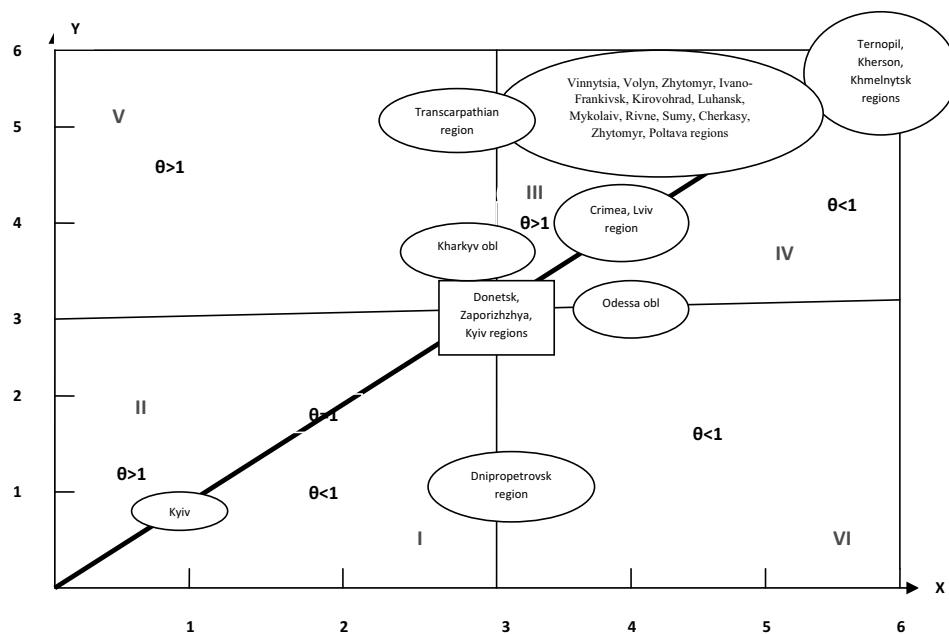 Y
6
Ternopil,
Kherson,
Khmelnytsk
regions
Vinnytsia, Volyn, Zhytomyr, Ivano-
Frankivsk, Kirovohrad, Luhansk,
Mykolaiv, Rivne, Sumy, Cherkasy,
Zhytomyr, Poltava regions
Transcarpathian
region
V
5
θ>1
III
θ>1
Crimea, Lviv
region
θ<1
4
Kharkyv obl
IV
Donetsk,
Zaporizhzhya,
Kyiv regions
Odessa obl
3
2
II
θ=1
θ<1
θ>1
Dnipropetrovsk
region
1
θ<1
Kyiv
I
VI
X
1
2
3
4
5
6